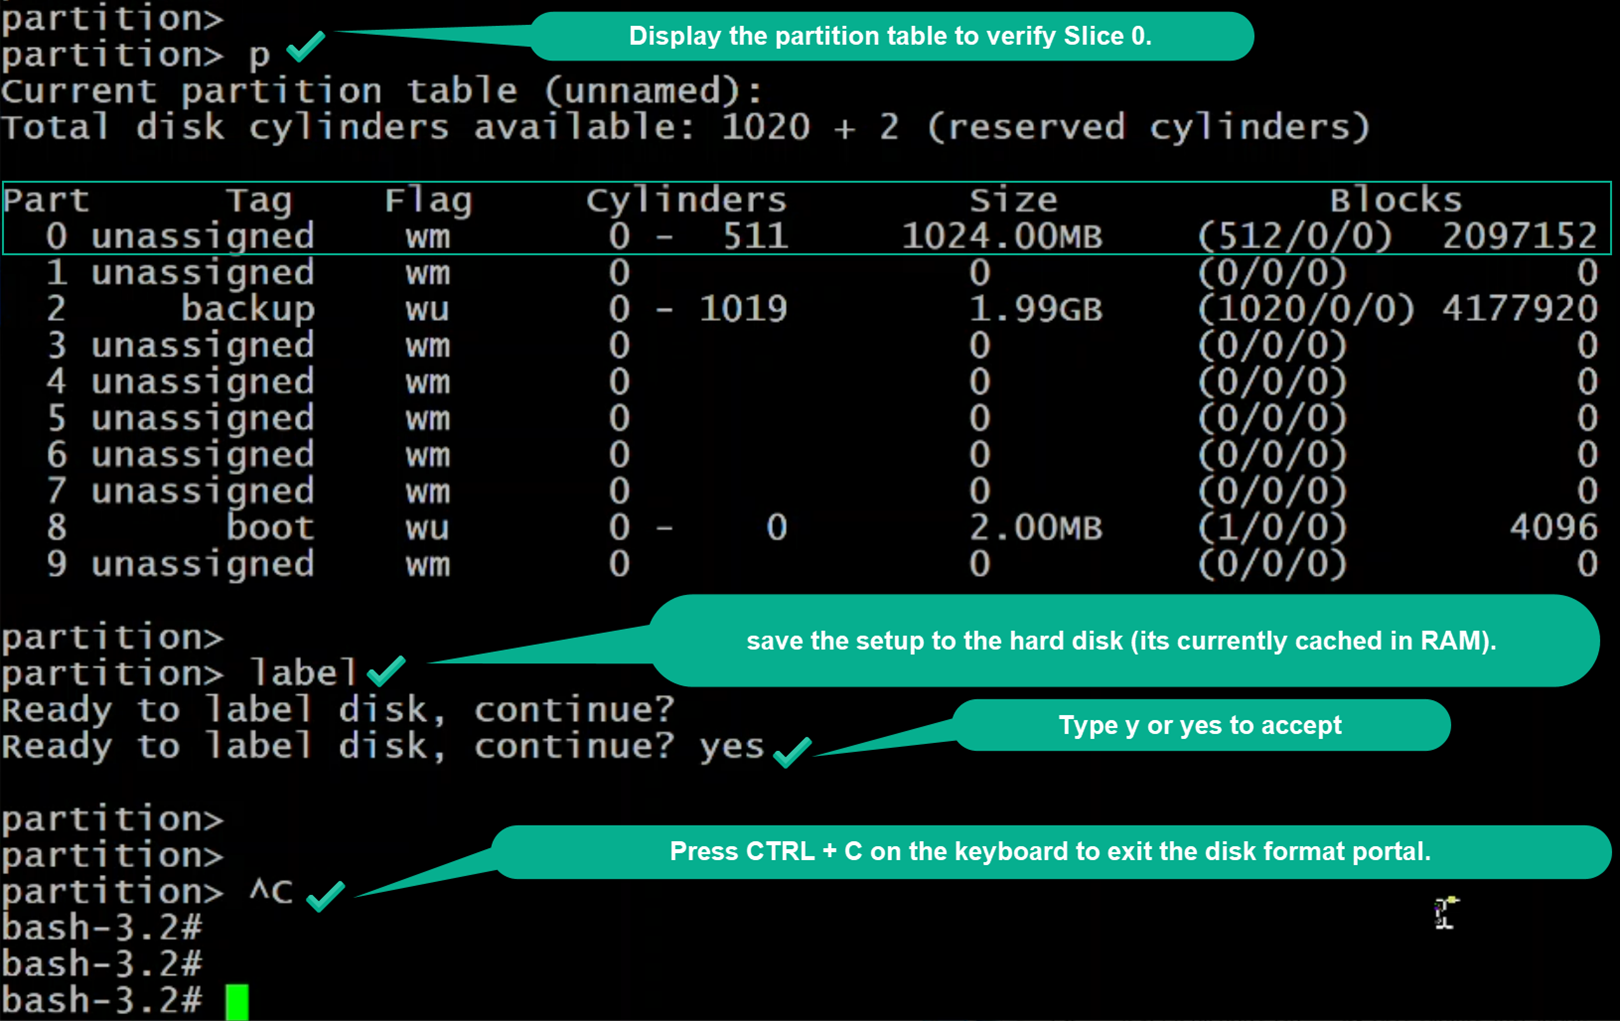 partition>
partition> p
Display the partition table to verify Slice 0.
Current partition table (unnamed):
Total disk cylinders available: 1020 + 2 (reserved cylinders)
Part Tag Flag Cylinders Size Blocks
0 unassigned wm 0 - 511 1024.00MB (512/0/0) 2097152
1 unassigned wm 0 0 (0/0/0) 0
2 backup wu 0 - 1019 1.99GB (1020/0/0) 4177920
3 unassigned wm 0 0 (0/0/0) 0
4 unassigned wm 0 0 (0/0/0) 0
5 unassigned wm 0 0 (0/0/0) 0
6 unassigned wm 0 0 (0/0/0) 0
7 unassigned wm 0 0 (0/0/0) 0
8 boot wu 0 - 0 2.00MB (1/0/0) 4096
9 unassigned wm 0 0 (0/0/0) 0
partition>
partition> label
save the setup to the hard disk (its currently cached in RAM).
Ready to label disk, continue?
Ready to label disk, continue? yes
Type y or yes to accept
partition>
partition>
partition> ^C
Press CTRL + C on the keyboard to exit the disk format portal.
bash-3.2#
bash-3.2#
bash-3.2#